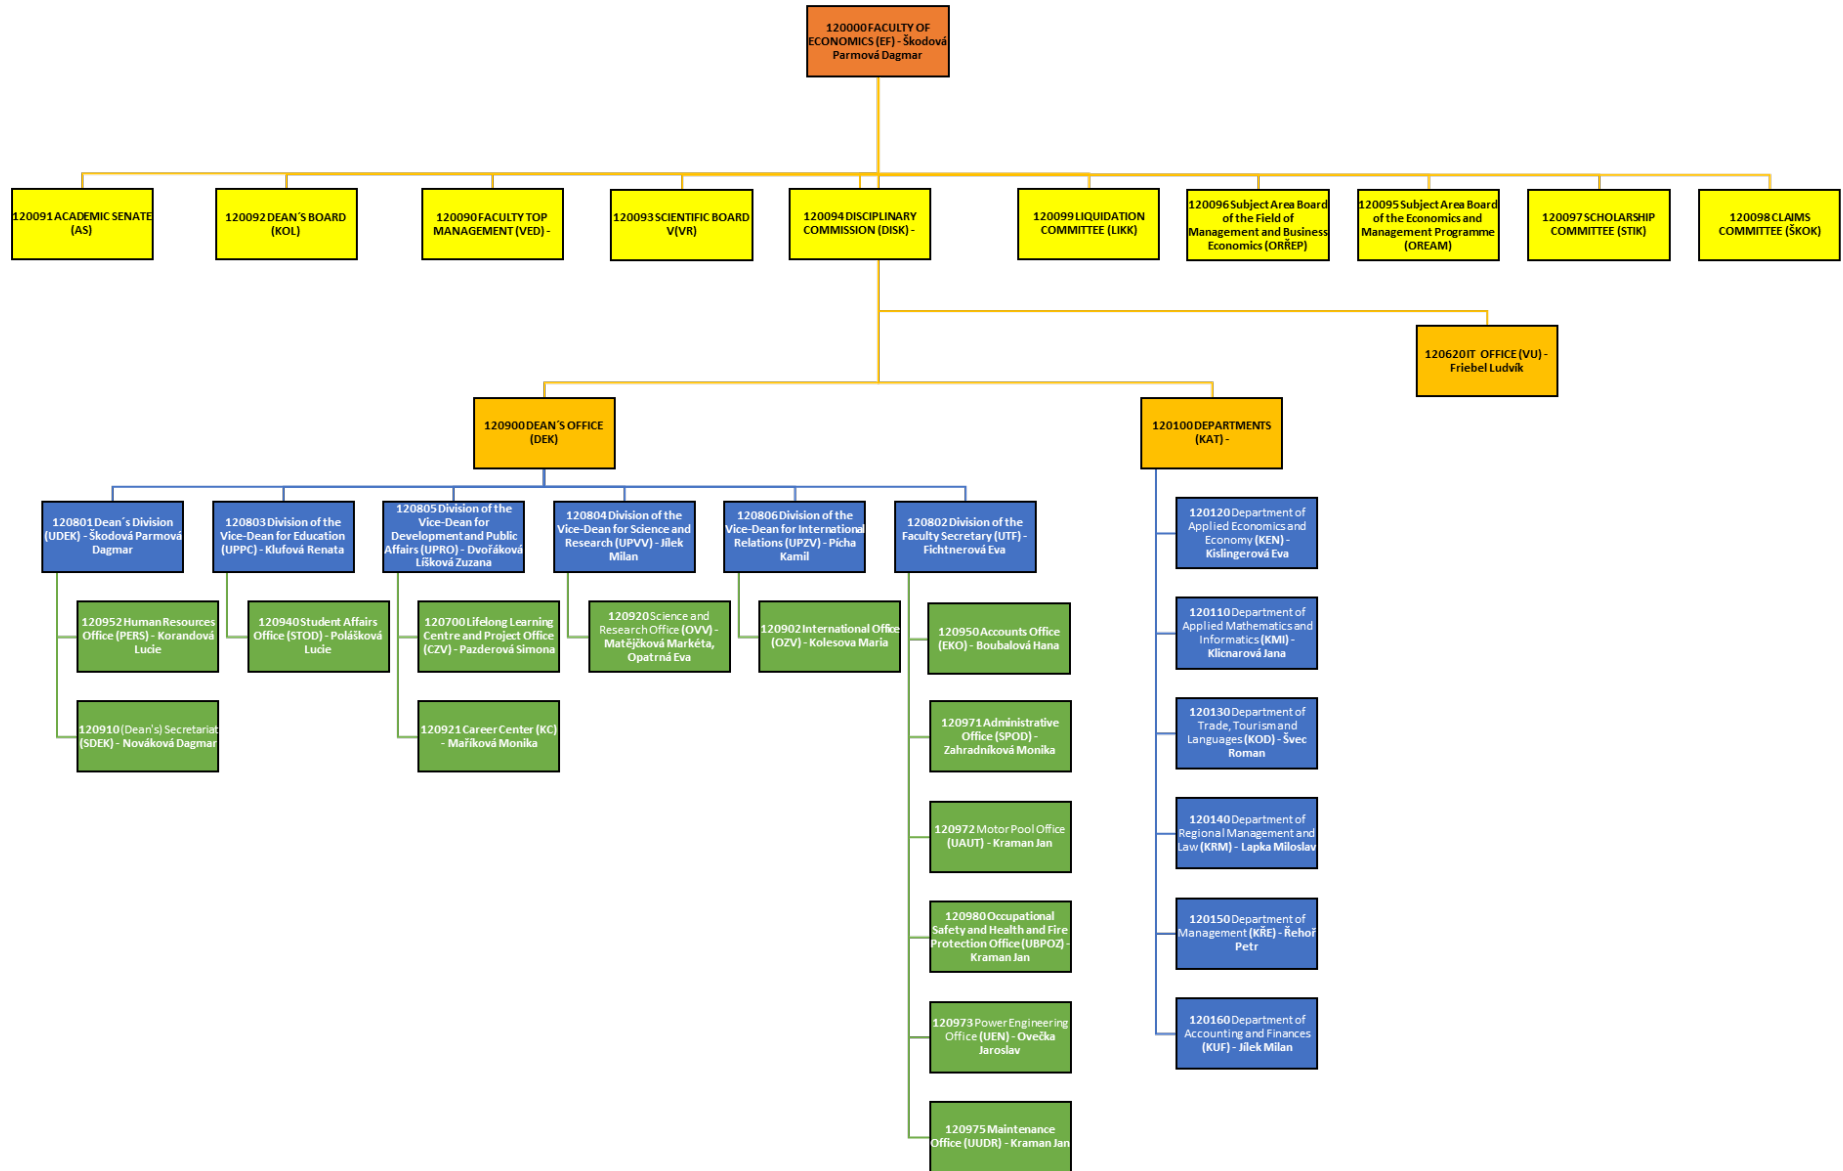 120000 FACULTY OF
ECONOMICS (EF) - Škodová
Parmová Dagmar
120091 ACADEMIC SENATE
(AS)
120092 DEAN´S BOARD
(KOL)
120090 FACULTY TOP
MANAGEMENT (VED) -
120093 SCIENTIFIC BOARD
V(VR)
120094 DISCIPLINARY
COMMISSION (DISK) -
120099 LIQUIDATION
COMMITTEE (LIKK)
120096 Subject Area Board
of the Field of
Management and Business
Economics (ORŘEP)
120095 Subject Area Board
of the Economics and
Management Programme
(OREAM)
120097 SCHOLARSHIP
COMMITTEE (STIK)
120098 CLAIMS
COMMITTEE (ŠKOK)
120620 IT OFFICE (VU) -
Friebel Ludvík
120900 DEAN´S OFFICE
(DEK)
120100 DEPARTMENTS
(KAT) -
120801 Dean´s Division
(UDEK) - Škodová Parmová
Dagmar
120803 Division of the
Vice-Dean for Education
(UPPC) - Klufová Renata
120805 Division of the
Vice-Dean for
Development and Public
Affairs (UPRO) - Dvořáková
Líšková Zuzana
120804 Division of the
Vice-Dean for Science and
Research (UPVV) - Jílek
Milan
120806 Division of the
Vice-Dean for International
Relations (UPZV) - Pícha
Kamil
120802 Division of the
Faculty Secretary (UTF) -
Fichtnerová Eva
120952 Human Resources
Office (PERS) - Korandová
Lucie
120940 Student Affairs
Office (STOD) - Polášková
Lucie
120700 Lifelong Learning
Centre and Project Office
(CZV) - Pazderová Simona
120920 Science and
Research Office (OVV) -
Matějčková Markéta,
Opatrná Eva
120902 International Office
(OZV) - Kolesova Maria
120950 Accounts Office
(EKO) - Boubalová Hana
120910 (Dean's) Secretariat
(SDEK) - Nováková Dagmar
120921 Career Center (KC)
- Maříková Monika
120971 Administrative
Office (SPOD) -
Zahradníková Monika
120972 Motor Pool Office
(UAUT) - Kraman Jan
120980 Occupational
Safety and Health and Fire
Protection Office (UBPOZ) -
Kraman Jan
120973 Power Engineering
Office (UEN) - Ovečka
Jaroslav
120975 Maintenance
Office (UUDR) - Kraman Jan
120120 Department of
Applied Economics and
Economy (KEN) -
Kislingerová Eva
120110 Department of
Applied Mathematics and
Informatics (KMI) -
Klicnarová Jana
120130 Department of
Trade, Tourism and
Languages (KOD) - Švec
Roman
120140 Department of
Regional Management and
Law (KRM) - Lapka Miloslav
120150 Department of
Management (KŘE) - Řehoř
Petr
120160 Department of
Accounting and Finances
(KUF) - Jílek Milan